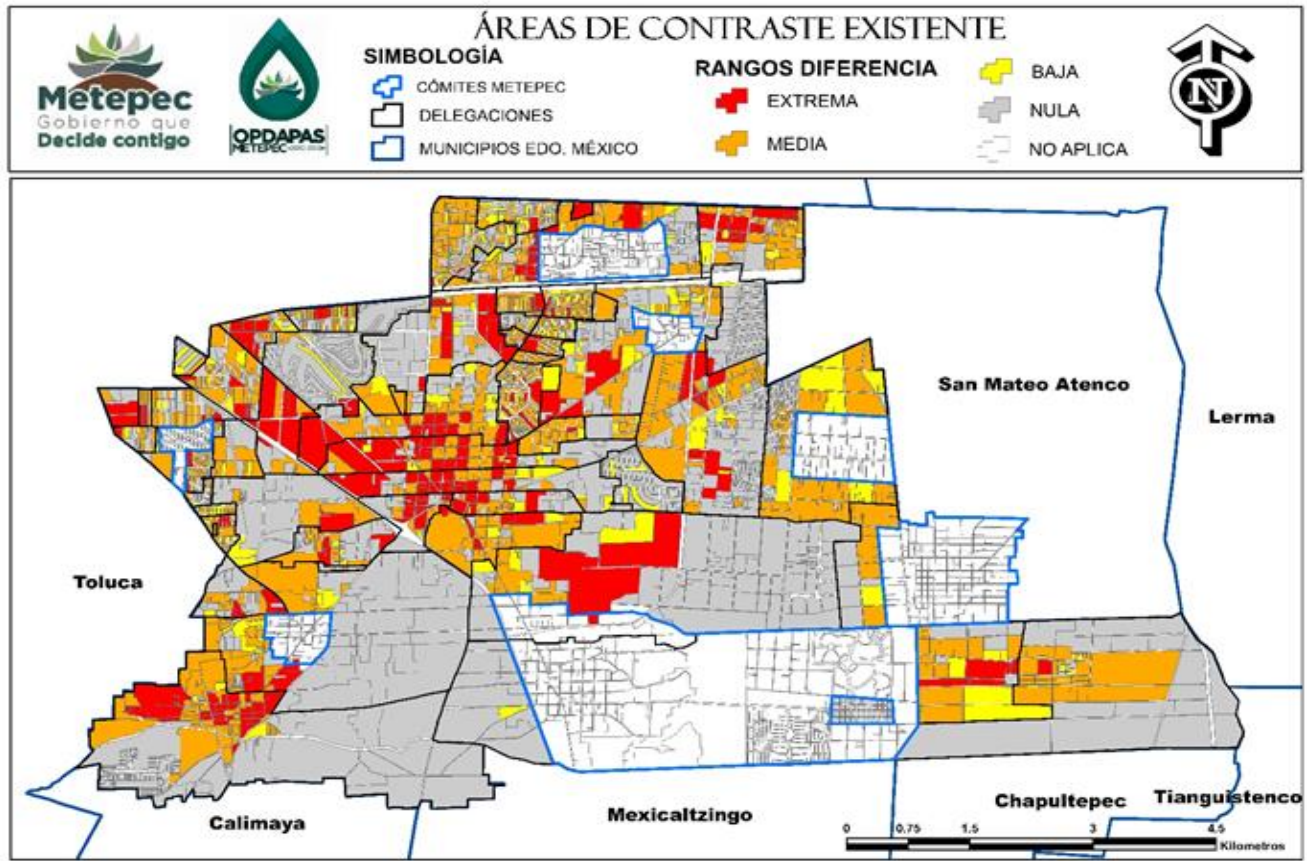 ÁREAS DE CONTRASTE EXISTENTE
Metepec
Gobierno que
Decide contigo
OPDAPAS
METEPEC
SIMBOLOGÍA
CÓMITES METEPEC
DELEGACIONES
MUNICIPIOS EDO. MÉXICO
RANGOS DIFERENCIA
EXTREMA
MEDIA
BAJA
NULA
NO APLICA
N
San Mateo Atenco
Lerma
Toluca
Calimaya
Mexicaltzingo
Chapultepec
Tianguistenco
0 0.75 1.5 3 4.5
Kilometros